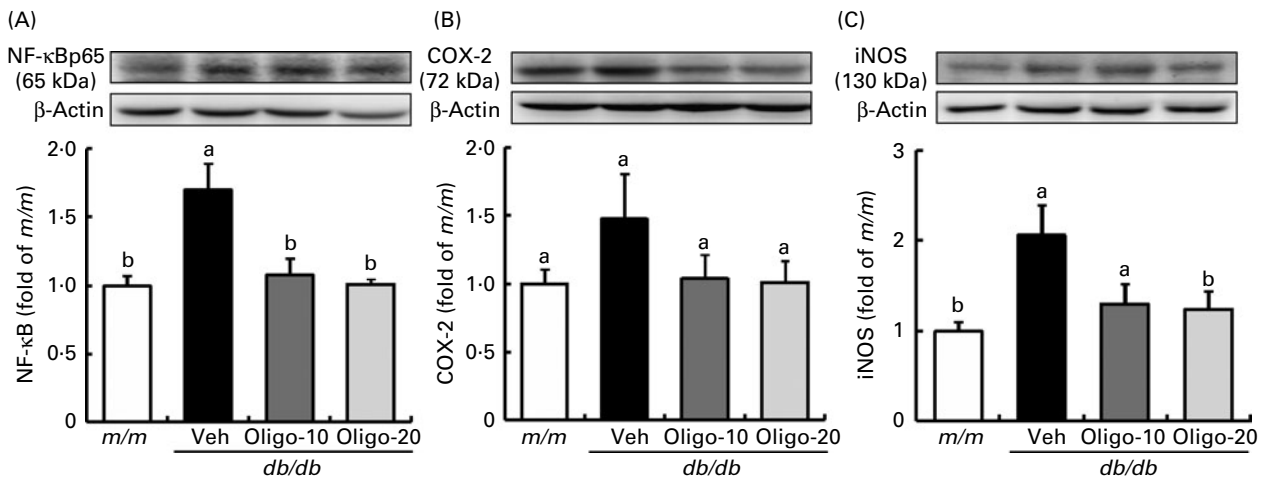 (A)
NF-κBp65
(65 kDa)
β-Actin
NF-κB (fold of m/m)
2·0
1·5
1·0
0·5
0
b
a
b
b
m/m
Veh
Oligo-10
Oligo-20
db/db
(B)
COX-2
(72 kDa)
β-Actin
COX-2 (fold of m/m)
2·0
1·5
1·0
0·5
0
a
a
a
a
m/m
Veh
Oligo-10
Oligo-20
db/db
(C)
iNOS
(130 kDa)
β-Actin
iNOS (fold of m/m)
3
2
1
0
b
a
a
b
m/m
Veh
Oligo-10
Oligo-20
db/db